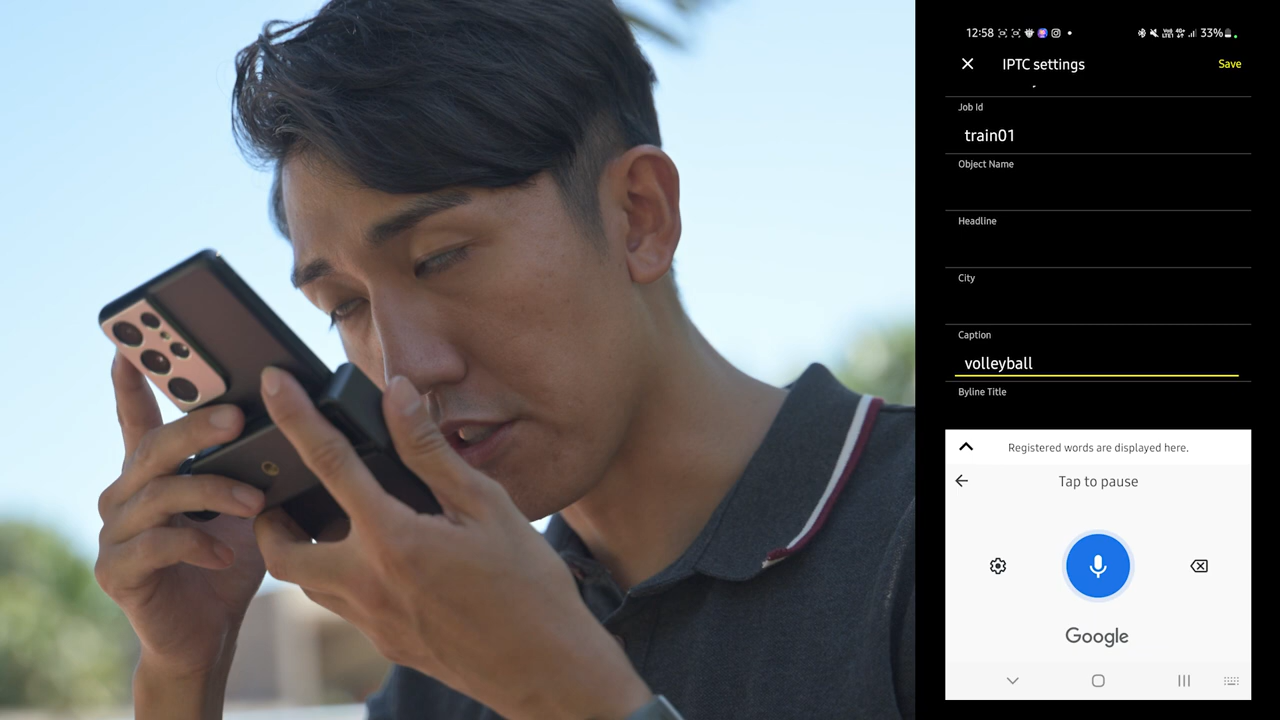 12:58
33%
IPTC settings
Save
Job Id
train01
Object Name
Headline
City
Caption
volleyball
Byline Title
Registered words are displayed here.
Tap to pause
Google